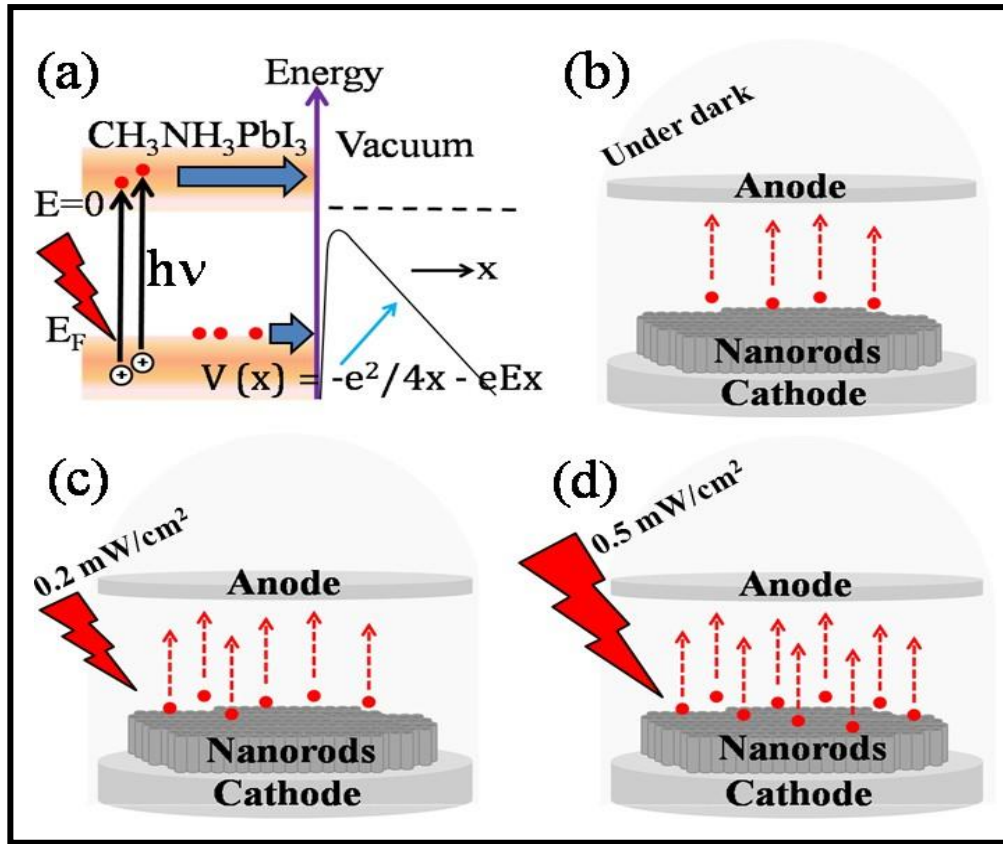 (a)
Energy
CH₃NH₃PbI₃
Vacuum
E=0
hν
x
E_F
V (x) = -e²/4x - eEx
(b)
Under dark
Anode
Nanorods
Cathode
(c)
0.2 mW/cm²
Anode
Nanorods
Cathode
(d)
0.5 mW/cm²
Anode
Nanorods
Cathode